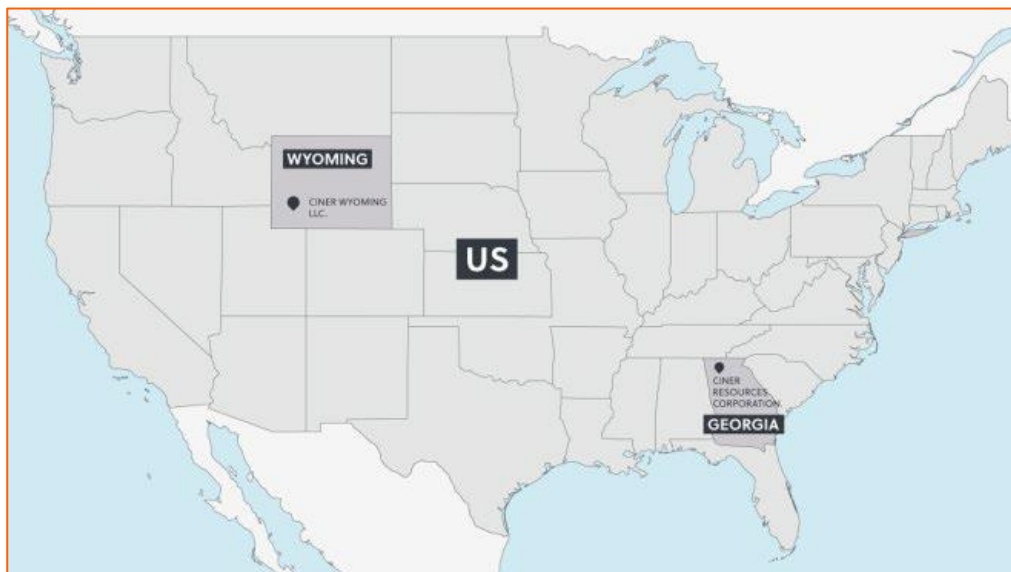 WYOMING
CINER WYOMING
LLC.
US
CINER
RESOURCES
CORPORATION
GEORGIA